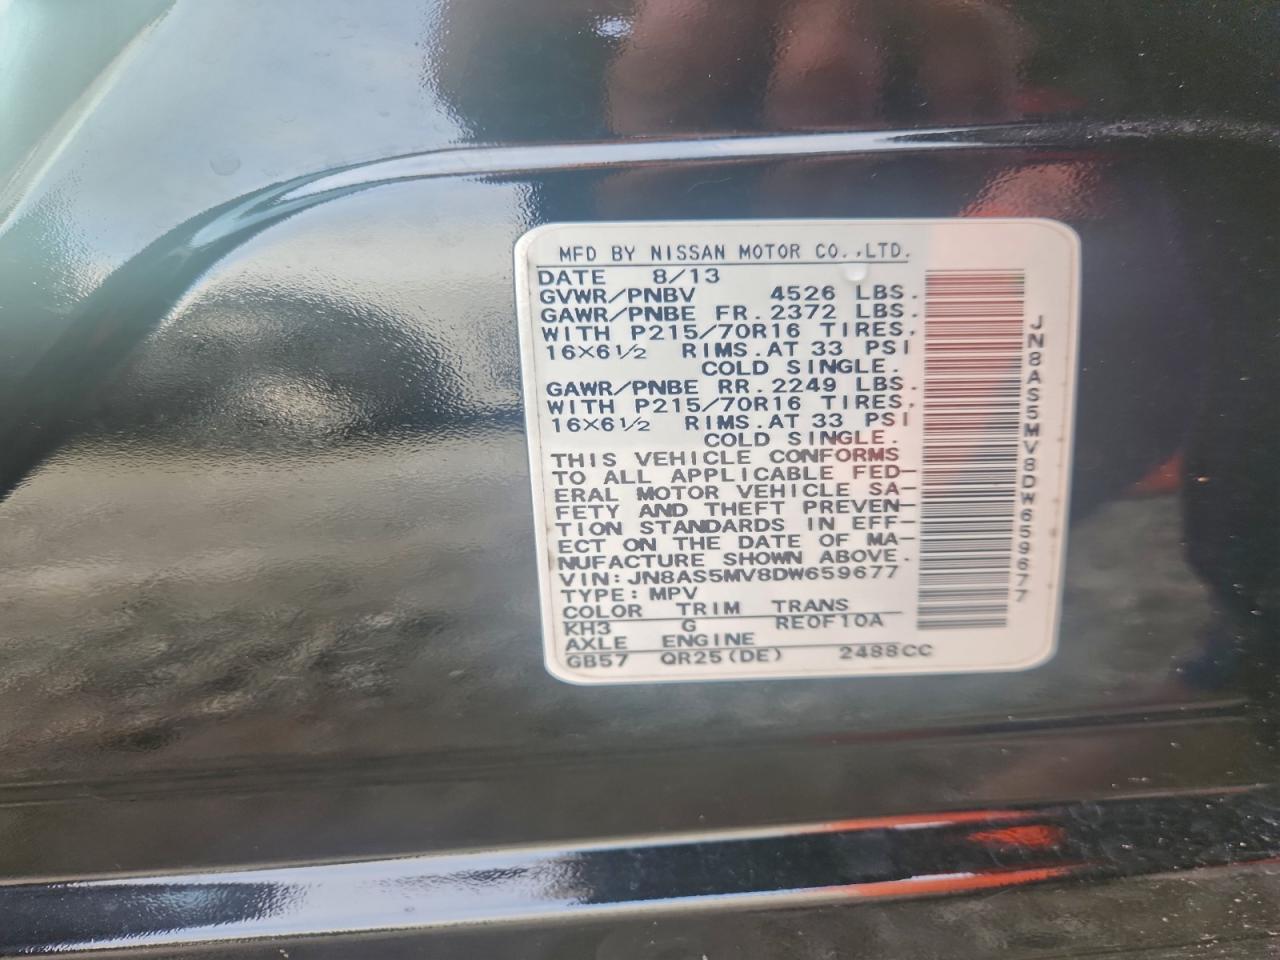 MFD BY NISSAN MOTOR CO.,LTD.
DATE 8/13
GVWR/PNBV 4526 LBS.
GAWR/PNBE FR.2372 LBS.
WITH P215/70R16 TIRES,
16×6½ RIMS.AT 33 PSI
COLD SINGLE.
GAWR/PNBE RR.2249 LBS.
WITH P215/70R16 TIRES,
16×6½ RIMS.AT 33 PSI
COLD SINGLE.
THIS VEHICLE CONFORMS
TO ALL APPLICABLE FED-
ERAL MOTOR VEHICLE SA-
FETY AND THEFT PREVEN-
TION STANDARDS IN EFF-
ECT ON THE DATE OF MA-
NUFACTURE SHOWN ABOVE.
VIN:JN8AS5MV8DW659677
TYPE:MPV
COLOR TRIM TRANS
KH3 G RE0F10A
AXLE ENGINE
GB57 QR25(DE) 2488CC
JN8AS5MV8DW659677